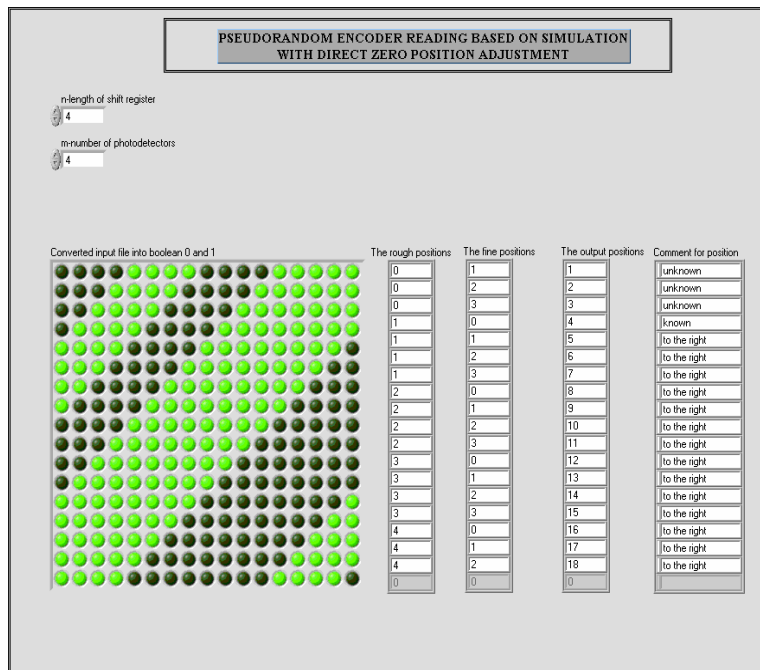 PSEUDORANDOM ENCODER READING BASED ON SIMULATION
WITH DIRECT ZERO POSITION ADJUSTMENT
n-length of shift register
4
m-number of photodetectors
4
Converted input file into boolean 0 and 1 The rough positions The fine positions The output positions Comment for position
0 1 1 unknown
0 2 2 unknown
0 3 3 unknown
1 0 4 known
1 1 5 to the right
1 2 6 to the right
1 3 7 to the right
2 0 8 to the right
2 1 9 to the right
2 2 10 to the right
2 3 11 to the right
3 0 12 to the right
3 1 13 to the right
3 2 14 to the right
3 3 15 to the right
4 0 16 to the right
4 1 17 to the right
4 2 18 to the right
0 0 0